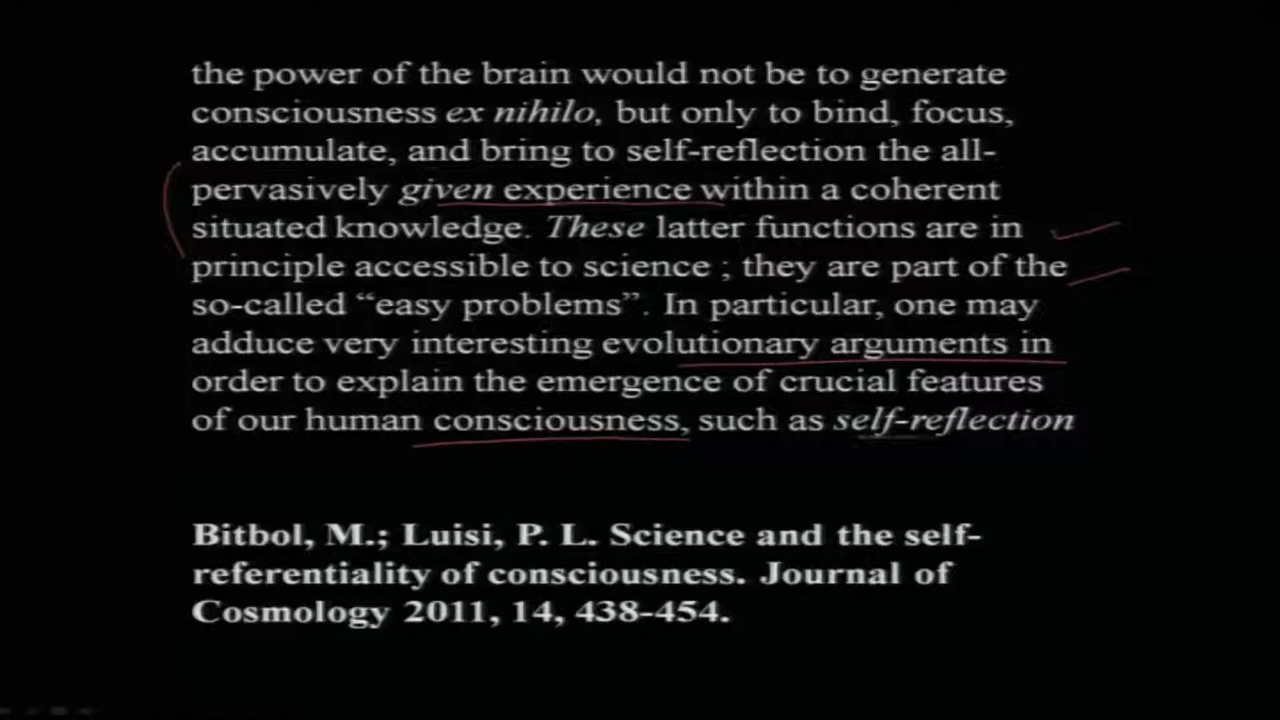 the power of the brain would not be to generate
consciousness ex nihilo, but only to bind, focus,
accumulate, and bring to self-reflection the all-
pervasively given experience within a coherent
situated knowledge. These latter functions are in
principle accessible to science ; they are part of the
so-called “easy problems”. In particular, one may
adduce very interesting evolutionary arguments in
order to explain the emergence of crucial features
of our human consciousness, such as self-reflection
Bitbol, M.; Luisi, P. L. Science and the self-
referentiality of consciousness. Journal of
Cosmology 2011, 14, 438-454.